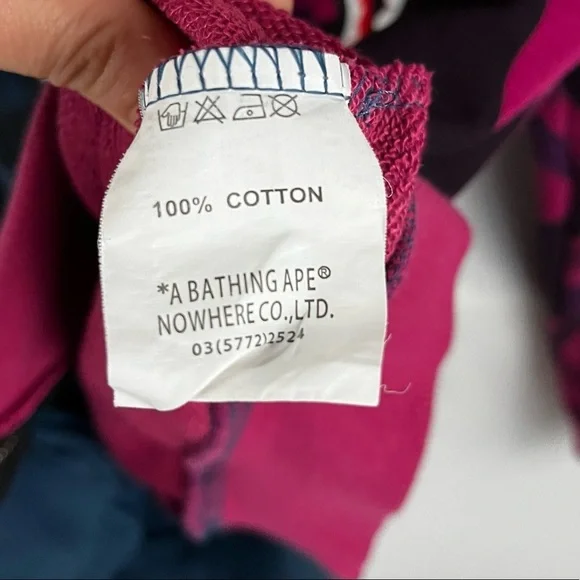 100% COTTON
*A BATHING APE®
NOWHERE CO.,LTD.
03(5772)2524